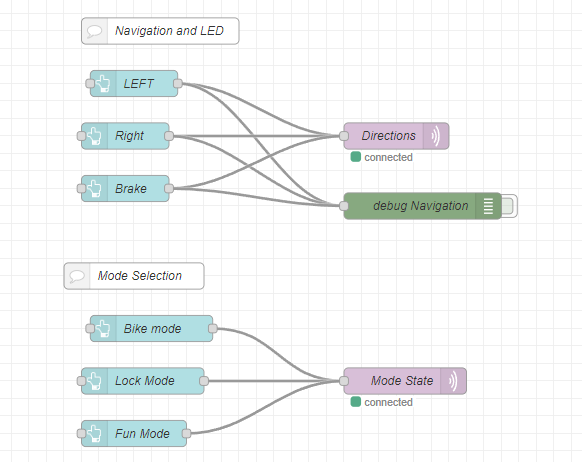 Navigation and LED
LEFT
Right
Directions
connected
Brake
debug Navigation
Mode Selection
Bike mode
Lock Mode
Mode State
connected
Fun Mode